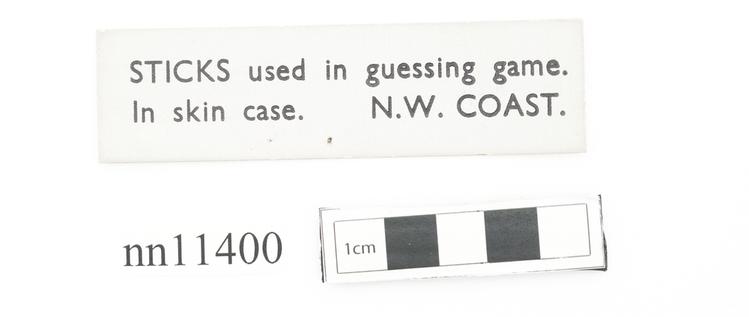 STICKS used in guessing game.
In skin case. N.W. COAST.
nn11400
1cm